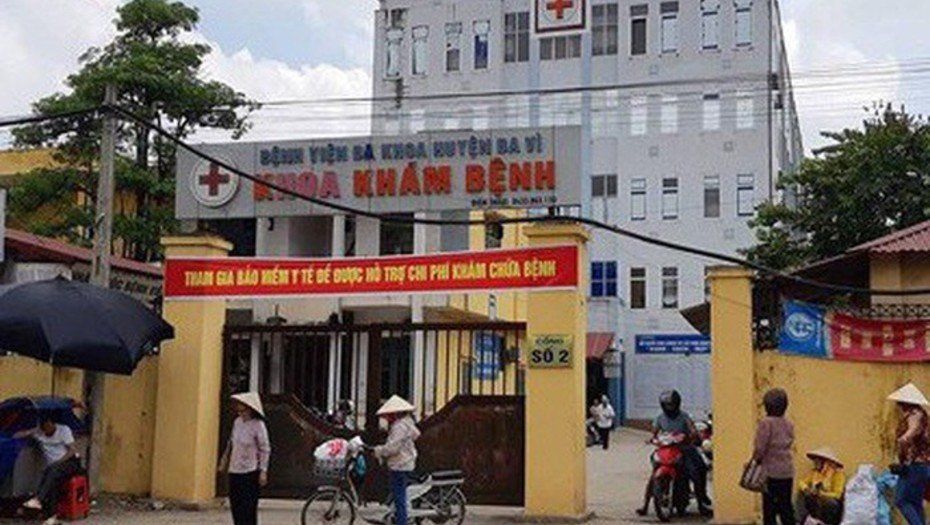 BỆNH VIỆN ĐA KHOA HUYỆN BA VÌ
KHOA KHÁM BỆNH
THAM GIA BẢO HIỂM Y TẾ ĐỂ ĐƯỢC HỖ TRỢ CHI PHÍ KHÁM CHỮA BỆNH
CỔNG
SỐ 2